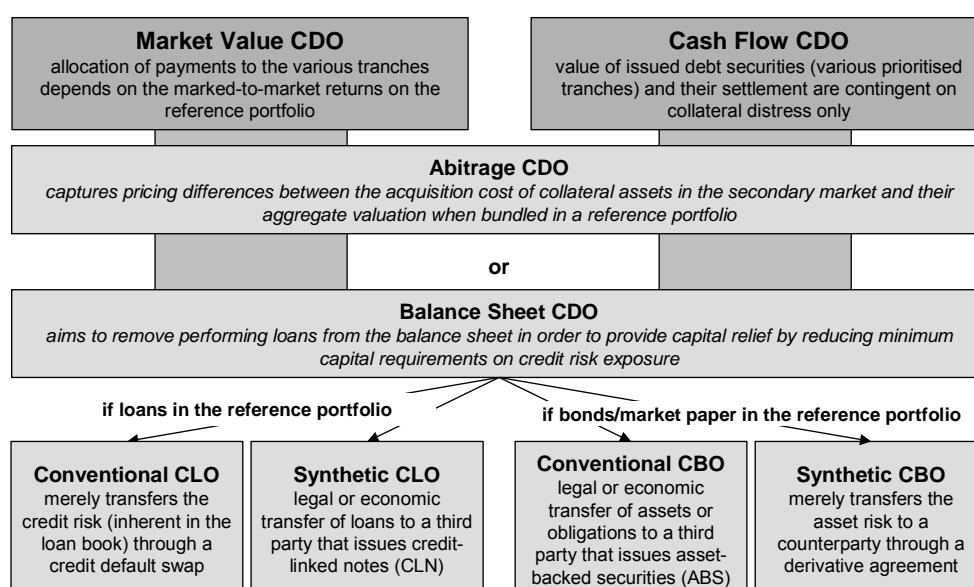 Market Value CDO
allocation of payments to the various tranches
depends on the marked-to-market returns on the
reference portfolio
Cash Flow CDO
value of issued debt securities (various prioritised
tranches) and their settlement are contingent on
collateral distress only
Abitrage CDO
captures pricing differences between the acquisition cost of collateral assets in the secondary market and their
aggregate valuation when bundled in a reference portfolio
or
Balance Sheet CDO
aims to remove performing loans from the balance sheet in order to provide capital relief by reducing minimum
capital requirements on credit risk exposure
if loans in the reference portfolio
if bonds/market paper in the reference portfolio
Conventional CLO
merely transfers the
credit risk (inherent in the
loan book) through a
credit default swap
Synthetic CLO
legal or economic
transfer of loans to a third
party that issues credit-
linked notes (CLN)
Conventional CBO
legal or economic
transfer of assets or
obligations to a third
party that issues asset-
backed securities (ABS)
Synthetic CBO
merely transfers the
asset risk to a
counterparty through a
derivative agreement